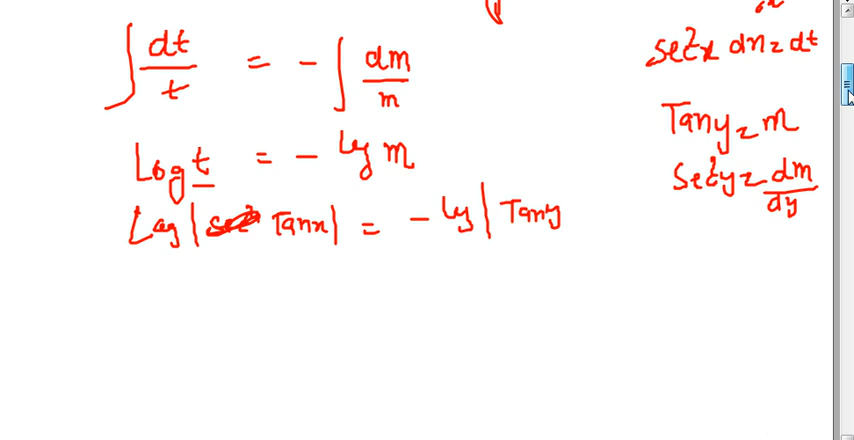 ∫ dt/t = - ∫ dm/m
Log t = - log m
Log | Tanx | = - log | Tany
sec²x dx = dt
Tany = m
sec²y = dm/dy